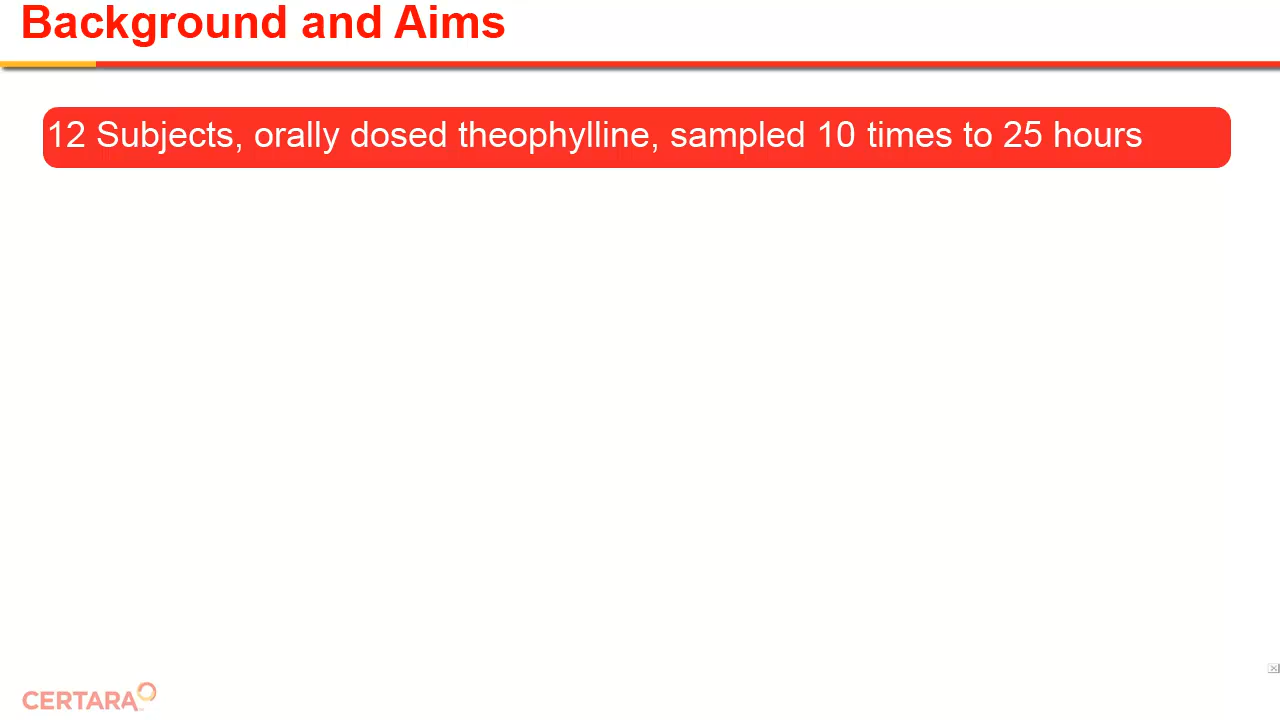 Background and Aims
12 Subjects, orally dosed theophylline, sampled 10 times to 25 hours
CERTARA